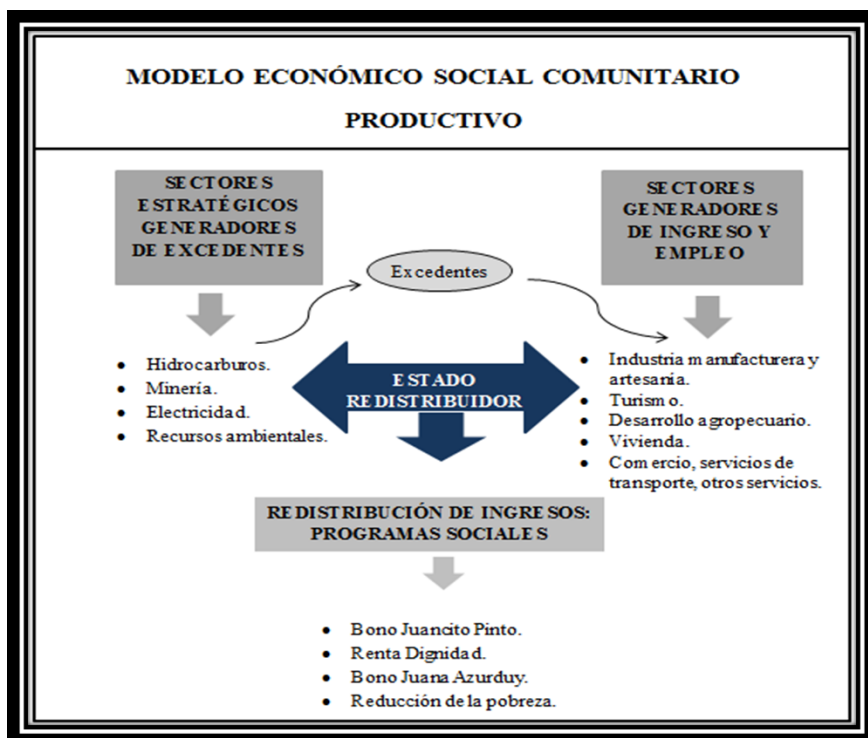 MODELO ECONÓMICO SOCIAL COMUNITARIO
PRODUCTIVO
SECTORES
ESTRATÉGICOS
GENERADORES
DE EXCEDENTES
SECTORES
GENERADORES
DE INGRESO Y
EMPLEO
Excedentes
• Hidrocarburos.
• Minería.
• Electricidad.
• Recursos ambientales.
ESTADO
REDISTRIBUIDOR
• Industria manufacturera y
artesanía.
• Turismo.
• Desarrollo agropecuario.
• Vivienda.
• Comercio, servicios de
transporte, otros servicios.
REDISTRIBUCIÓN DE INGRESOS:
PROGRAMAS SOCIALES
• Bono Juancito Pinto.
• Renta Dignidad.
• Bono Juana Azurduy.
• Reducción de la pobreza.